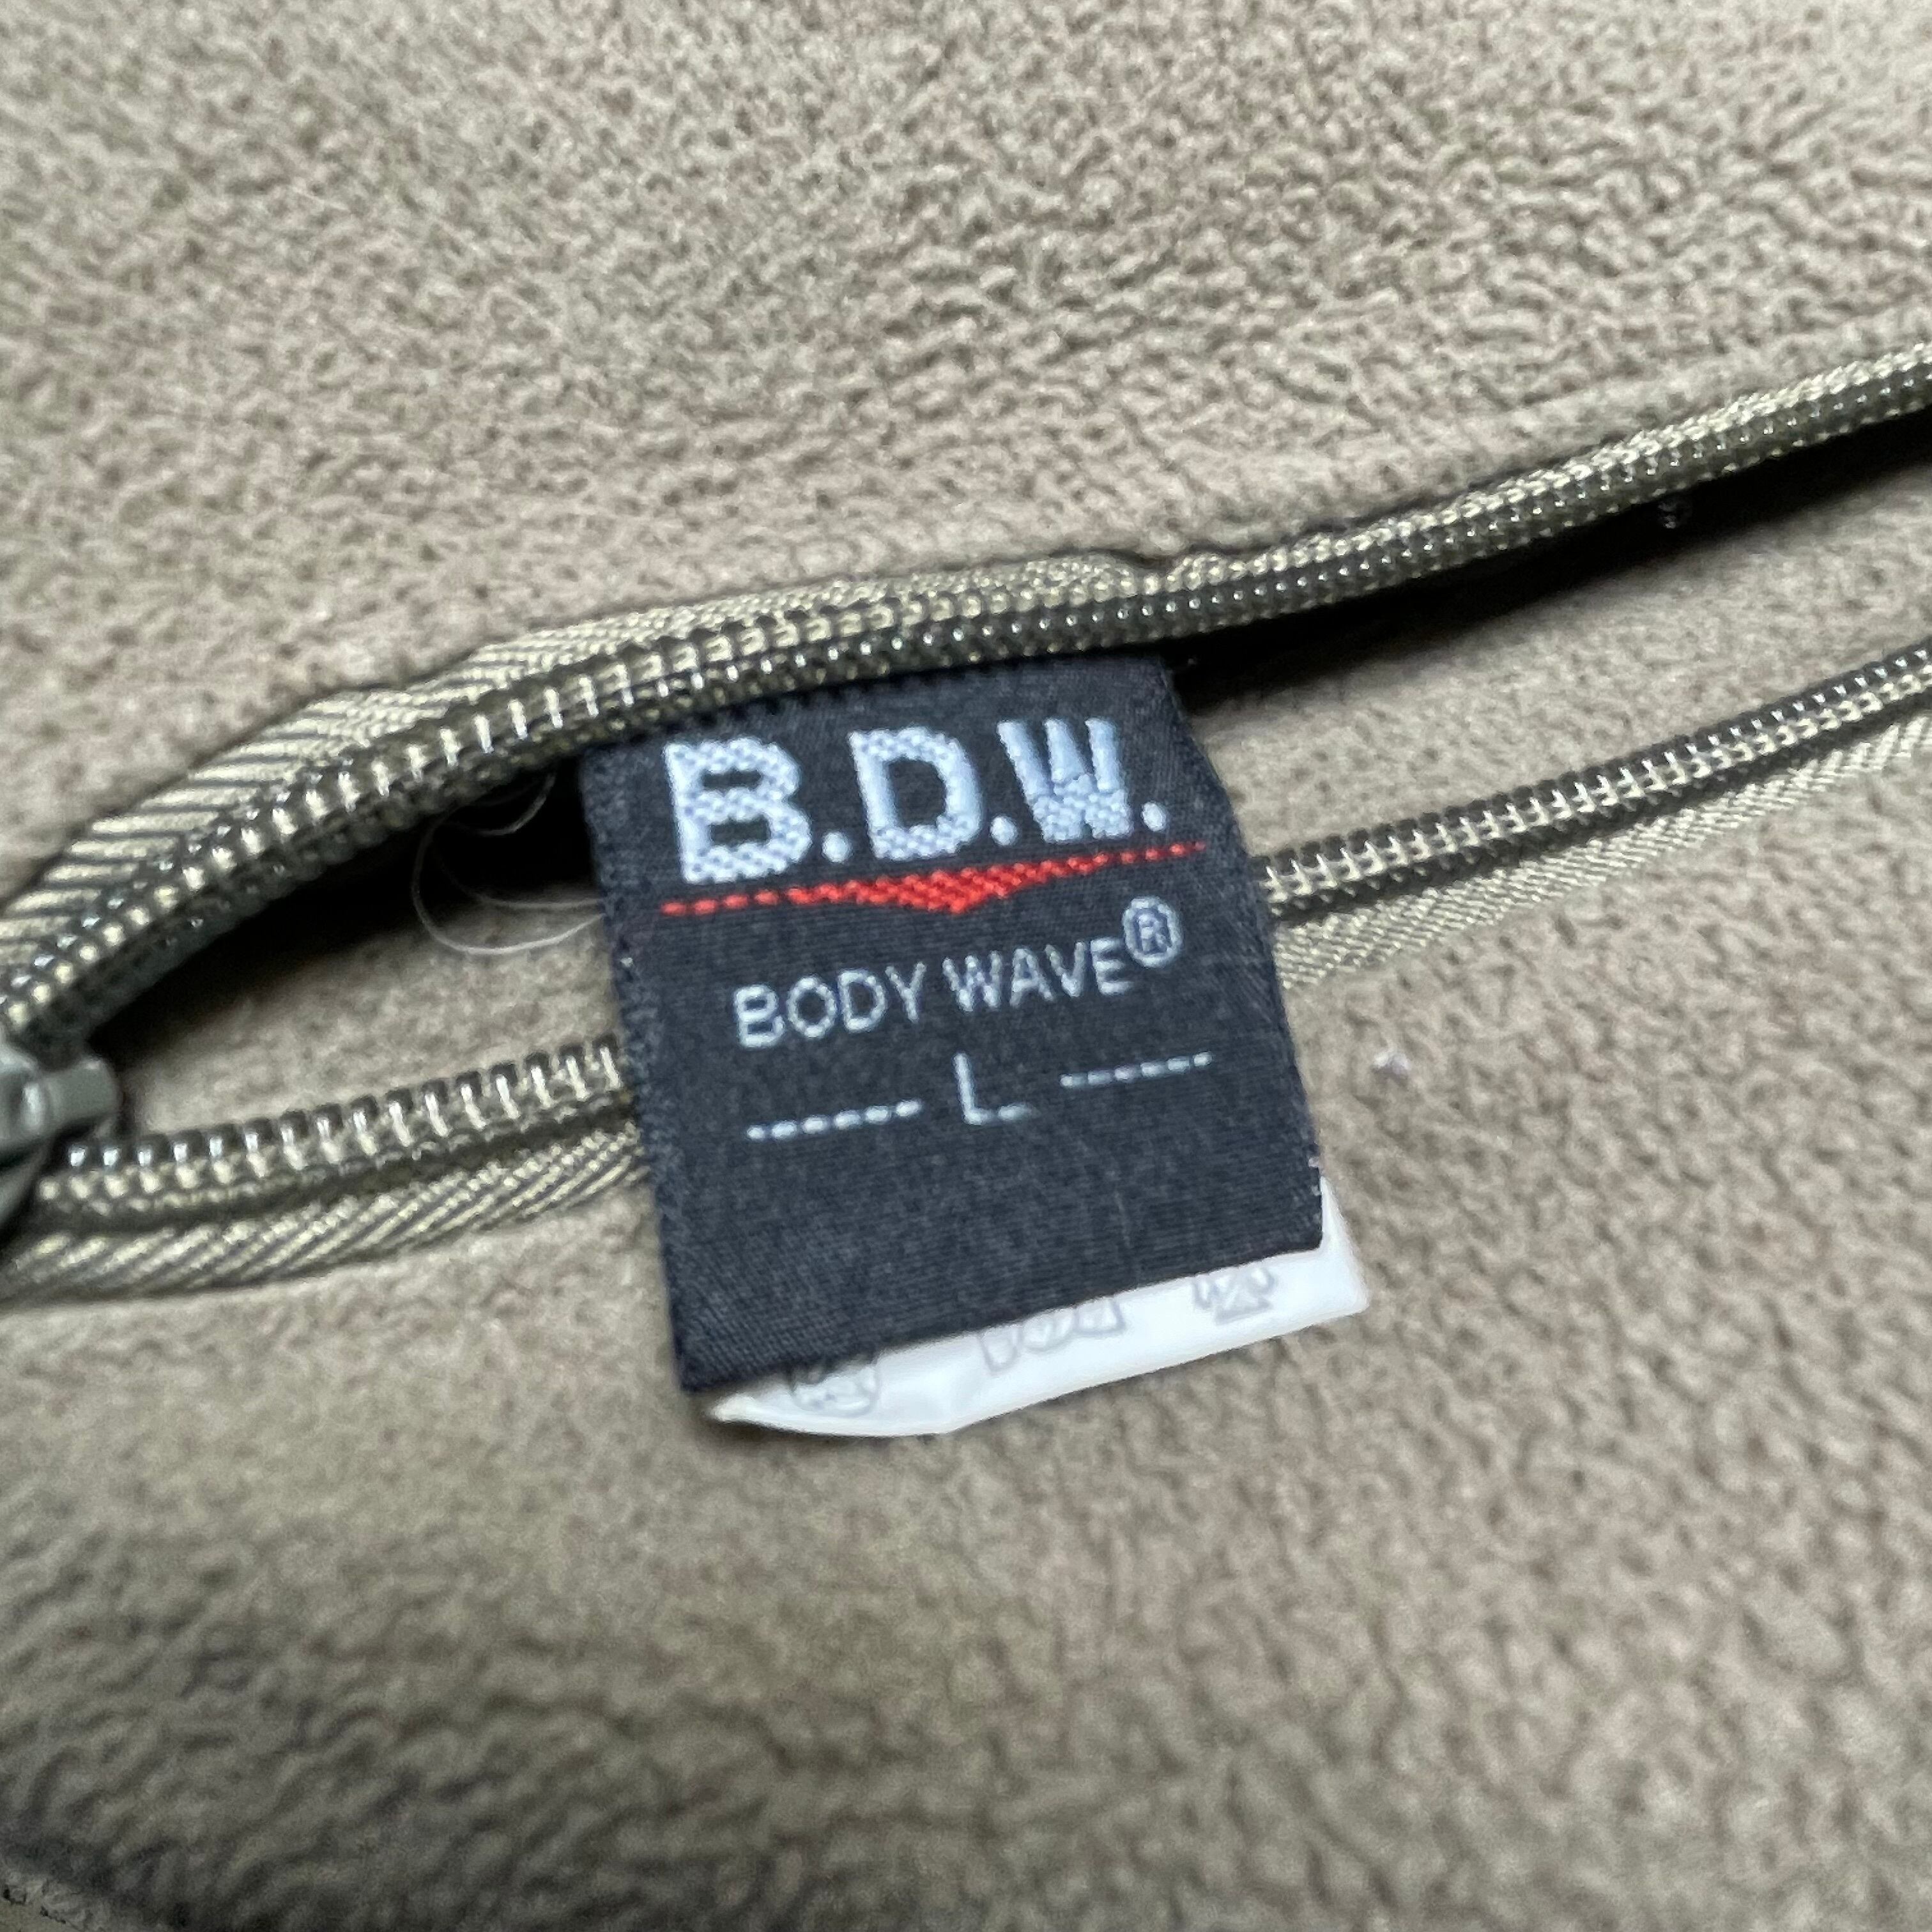 B.D.W.
BODY WAVE®
------ L ------